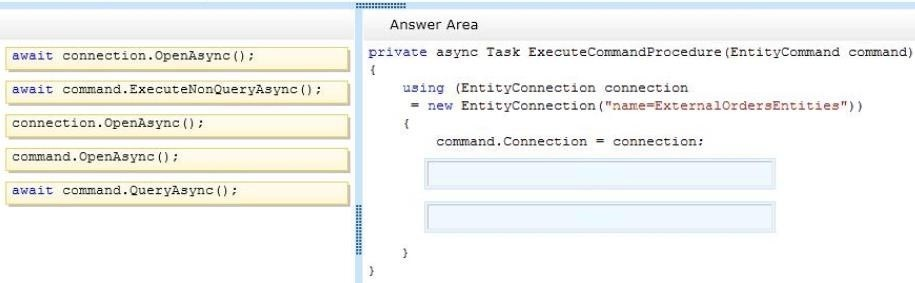 await connection.OpenAsync();
await command.ExecuteNonQueryAsync();
connection.OpenAsync();
command.OpenAsync();
await command.QueryAsync();
Answer Area
private async Task ExecuteCommandProcedure(EntityCommand command)
{
using (EntityConnection connection
= new EntityConnection("name=ExternalOrdersEntities"))
{
command.Connection = connection;
}
}